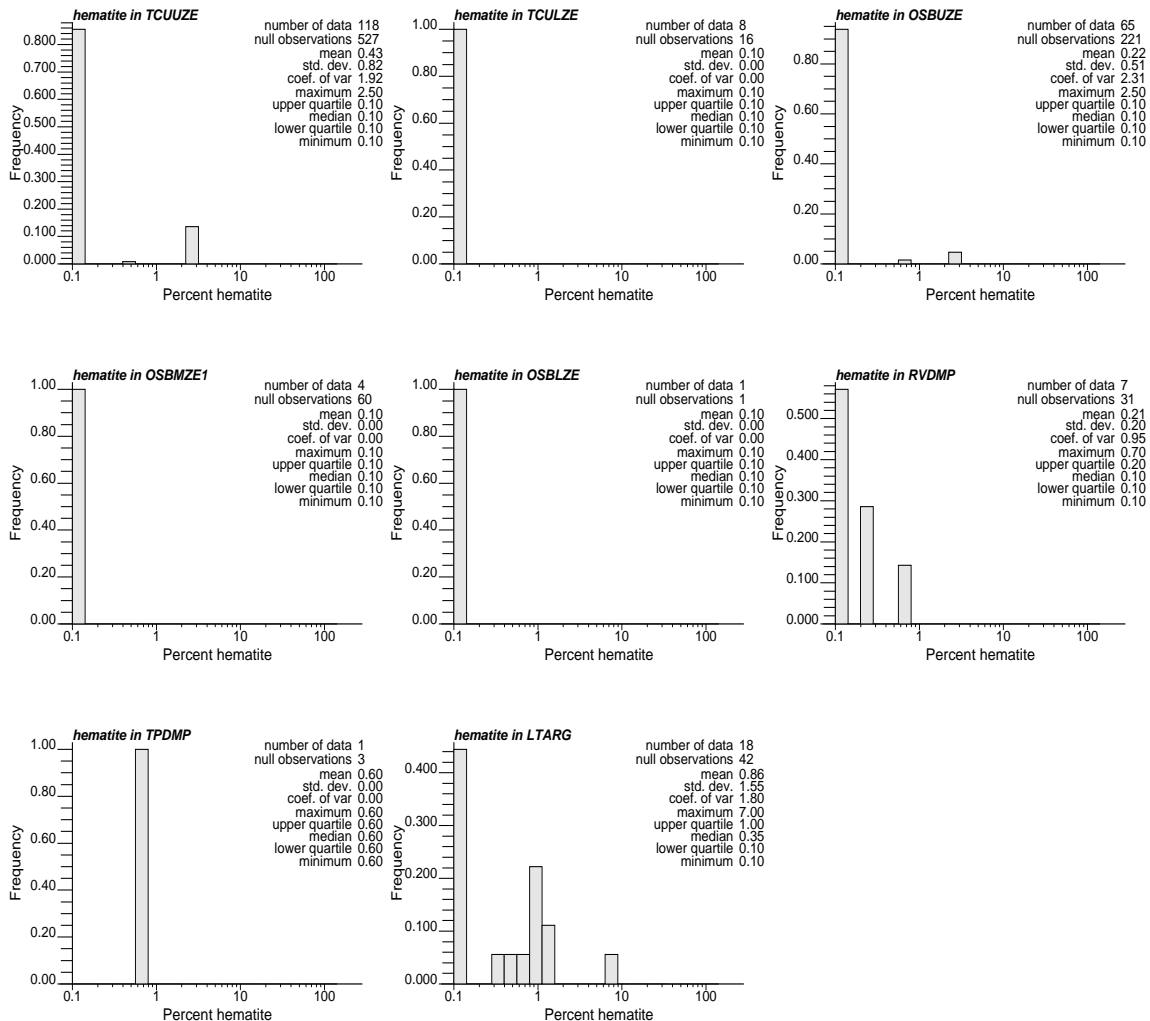 hematite in TCUUZE
number of data 118
null observations 527
mean 0.43
std. dev. 0.82
coef. of var 1.92
maximum 2.50
upper quartile 0.10
median 0.10
lower quartile 0.10
minimum 0.10
Frequency
0.800
0.700
0.600
0.500
0.400
0.300
0.200
0.100
0.000
0.1 1 10 100
Percent hematite
hematite in TCULZE
number of data 8
null observations 16
mean 0.10
std. dev. 0.00
coef. of var 0.00
maximum 0.10
upper quartile 0.10
median 0.10
lower quartile 0.10
minimum 0.10
Frequency
1.00
0.80
0.60
0.40
0.20
0.00
0.1 1 10 100
Percent hematite
hematite in OSBUZE
number of data 65
null observations 221
mean 0.22
std. dev. 0.51
coef. of var 2.31
maximum 2.50
upper quartile 0.10
median 0.10
lower quartile 0.10
minimum 0.10
Frequency
0.80
0.60
0.40
0.20
0.00
0.1 1 10 100
Percent hematite
hematite in OSBMZE1
number of data 4
null observations 60
mean 0.10
std. dev. 0.00
coef. of var 0.00
maximum 0.10
upper quartile 0.10
median 0.10
lower quartile 0.10
minimum 0.10
Frequency
1.00
0.80
0.60
0.40
0.20
0.00
0.1 1 10 100
Percent hematite
hematite in OSBLZE
number of data 1
null observations 1
mean 0.10
std. dev. 0.00
coef. of var 0.00
maximum 0.10
upper quartile 0.10
median 0.10
lower quartile 0.10
minimum 0.10
Frequency
1.00
0.80
0.60
0.40
0.20
0.00
0.1 1 10 100
Percent hematite
hematite in RVDMP
number of data 7
null observations 31
mean 0.21
std. dev. 0.20
coef. of var 0.95
maximum 0.70
upper quartile 0.20
median 0.10
lower quartile 0.10
minimum 0.10
Frequency
0.500
0.400
0.300
0.200
0.100
0.000
0.1 1 10 100
Percent hematite
hematite in TPDMP
number of data 1
null observations 3
mean 0.60
std. dev. 0.00
coef. of var 0.00
maximum 0.60
upper quartile 0.60
median 0.60
lower quartile 0.60
minimum 0.60
Frequency
1.00
0.80
0.60
0.40
0.20
0.00
0.1 1 10 100
Percent hematite
hematite in LTARG
number of data 18
null observations 42
mean 0.86
std. dev. 1.55
coef. of var 1.80
maximum 7.00
upper quartile 1.00
median 0.35
lower quartile 0.10
minimum 0.10
Frequency
0.400
0.300
0.200
0.100
0.000
0.1 1 10 100
Percent hematite